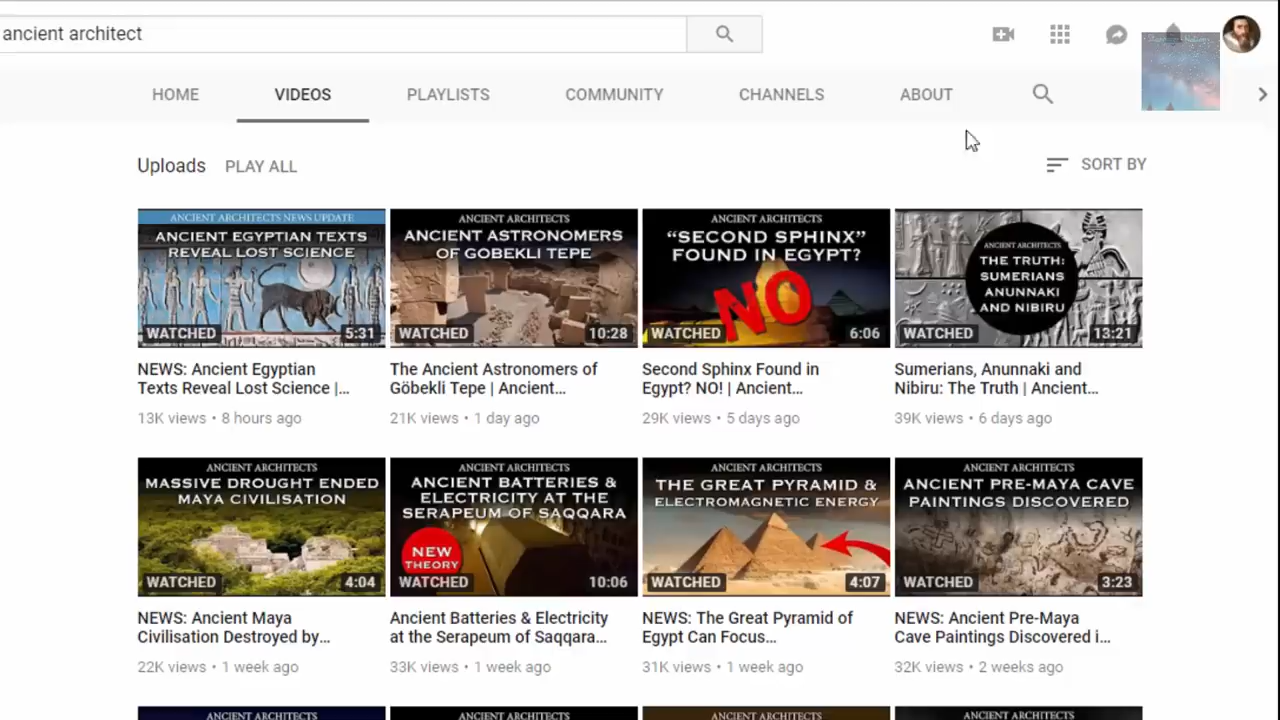 ancient architect
HOME VIDEOS PLAYLISTS COMMUNITY CHANNELS ABOUT
Uploads PLAY ALL SORT BY
ANCIENT ARCHITECTS NEWS UPDATE
ANCIENT EGYPTIAN TEXTS
REVEAL LOST SCIENCE
WATCHED 5:31
NEWS: Ancient Egyptian
Texts Reveal Lost Science |...
13K views • 8 hours ago
ANCIENT ARCHITECTS
ANCIENT ASTRONOMERS
OF GOBEKLI TEPE
WATCHED 10:28
The Ancient Astronomers of
Göbekli Tepe | Ancient...
21K views • 1 day ago
ANCIENT ARCHITECTS
"SECOND SPHINX"
FOUND IN EGYPT?
NO
WATCHED 6:06
Second Sphinx Found in
Egypt? NO! | Ancient...
29K views • 5 days ago
ANCIENT ARCHITECTS
THE TRUTH:
SUMERIANS
ANUNNAKI
AND NIBIRU
WATCHED 13:21
Sumerians, Anunnaki and
Nibiru: The Truth | Ancient...
39K views • 6 days ago
ANCIENT ARCHITECTS
MASSIVE DROUGHT ENDED
MAYA CIVILISATION
WATCHED 4:04
NEWS: Ancient Maya
Civilisation Destroyed by...
22K views • 1 week ago
ANCIENT ARCHITECTS
ANCIENT BATTERIES &
ELECTRICITY AT THE
SERAPEUM OF SAQQARA
NEW
THEORY
WATCHED 10:06
Ancient Batteries & Electricity
at the Serapeum of Saqqara...
33K views • 1 week ago
ANCIENT ARCHITECTS
THE GREAT PYRAMID &
ELECTROMAGNETIC ENERGY
WATCHED 4:07
NEWS: The Great Pyramid of
Egypt Can Focus...
31K views • 1 week ago
ANCIENT ARCHITECTS
ANCIENT PRE-MAYA CAVE
PAINTINGS DISCOVERED
WATCHED 3:23
NEWS: Ancient Pre-Maya
Cave Paintings Discovered i...
32K views • 2 weeks ago
ANCIENT ARCHITECTS
ANCIENT ARCHITECTS
ANCIENT ARCHITECTS
ANCIENT ARCHITECTS